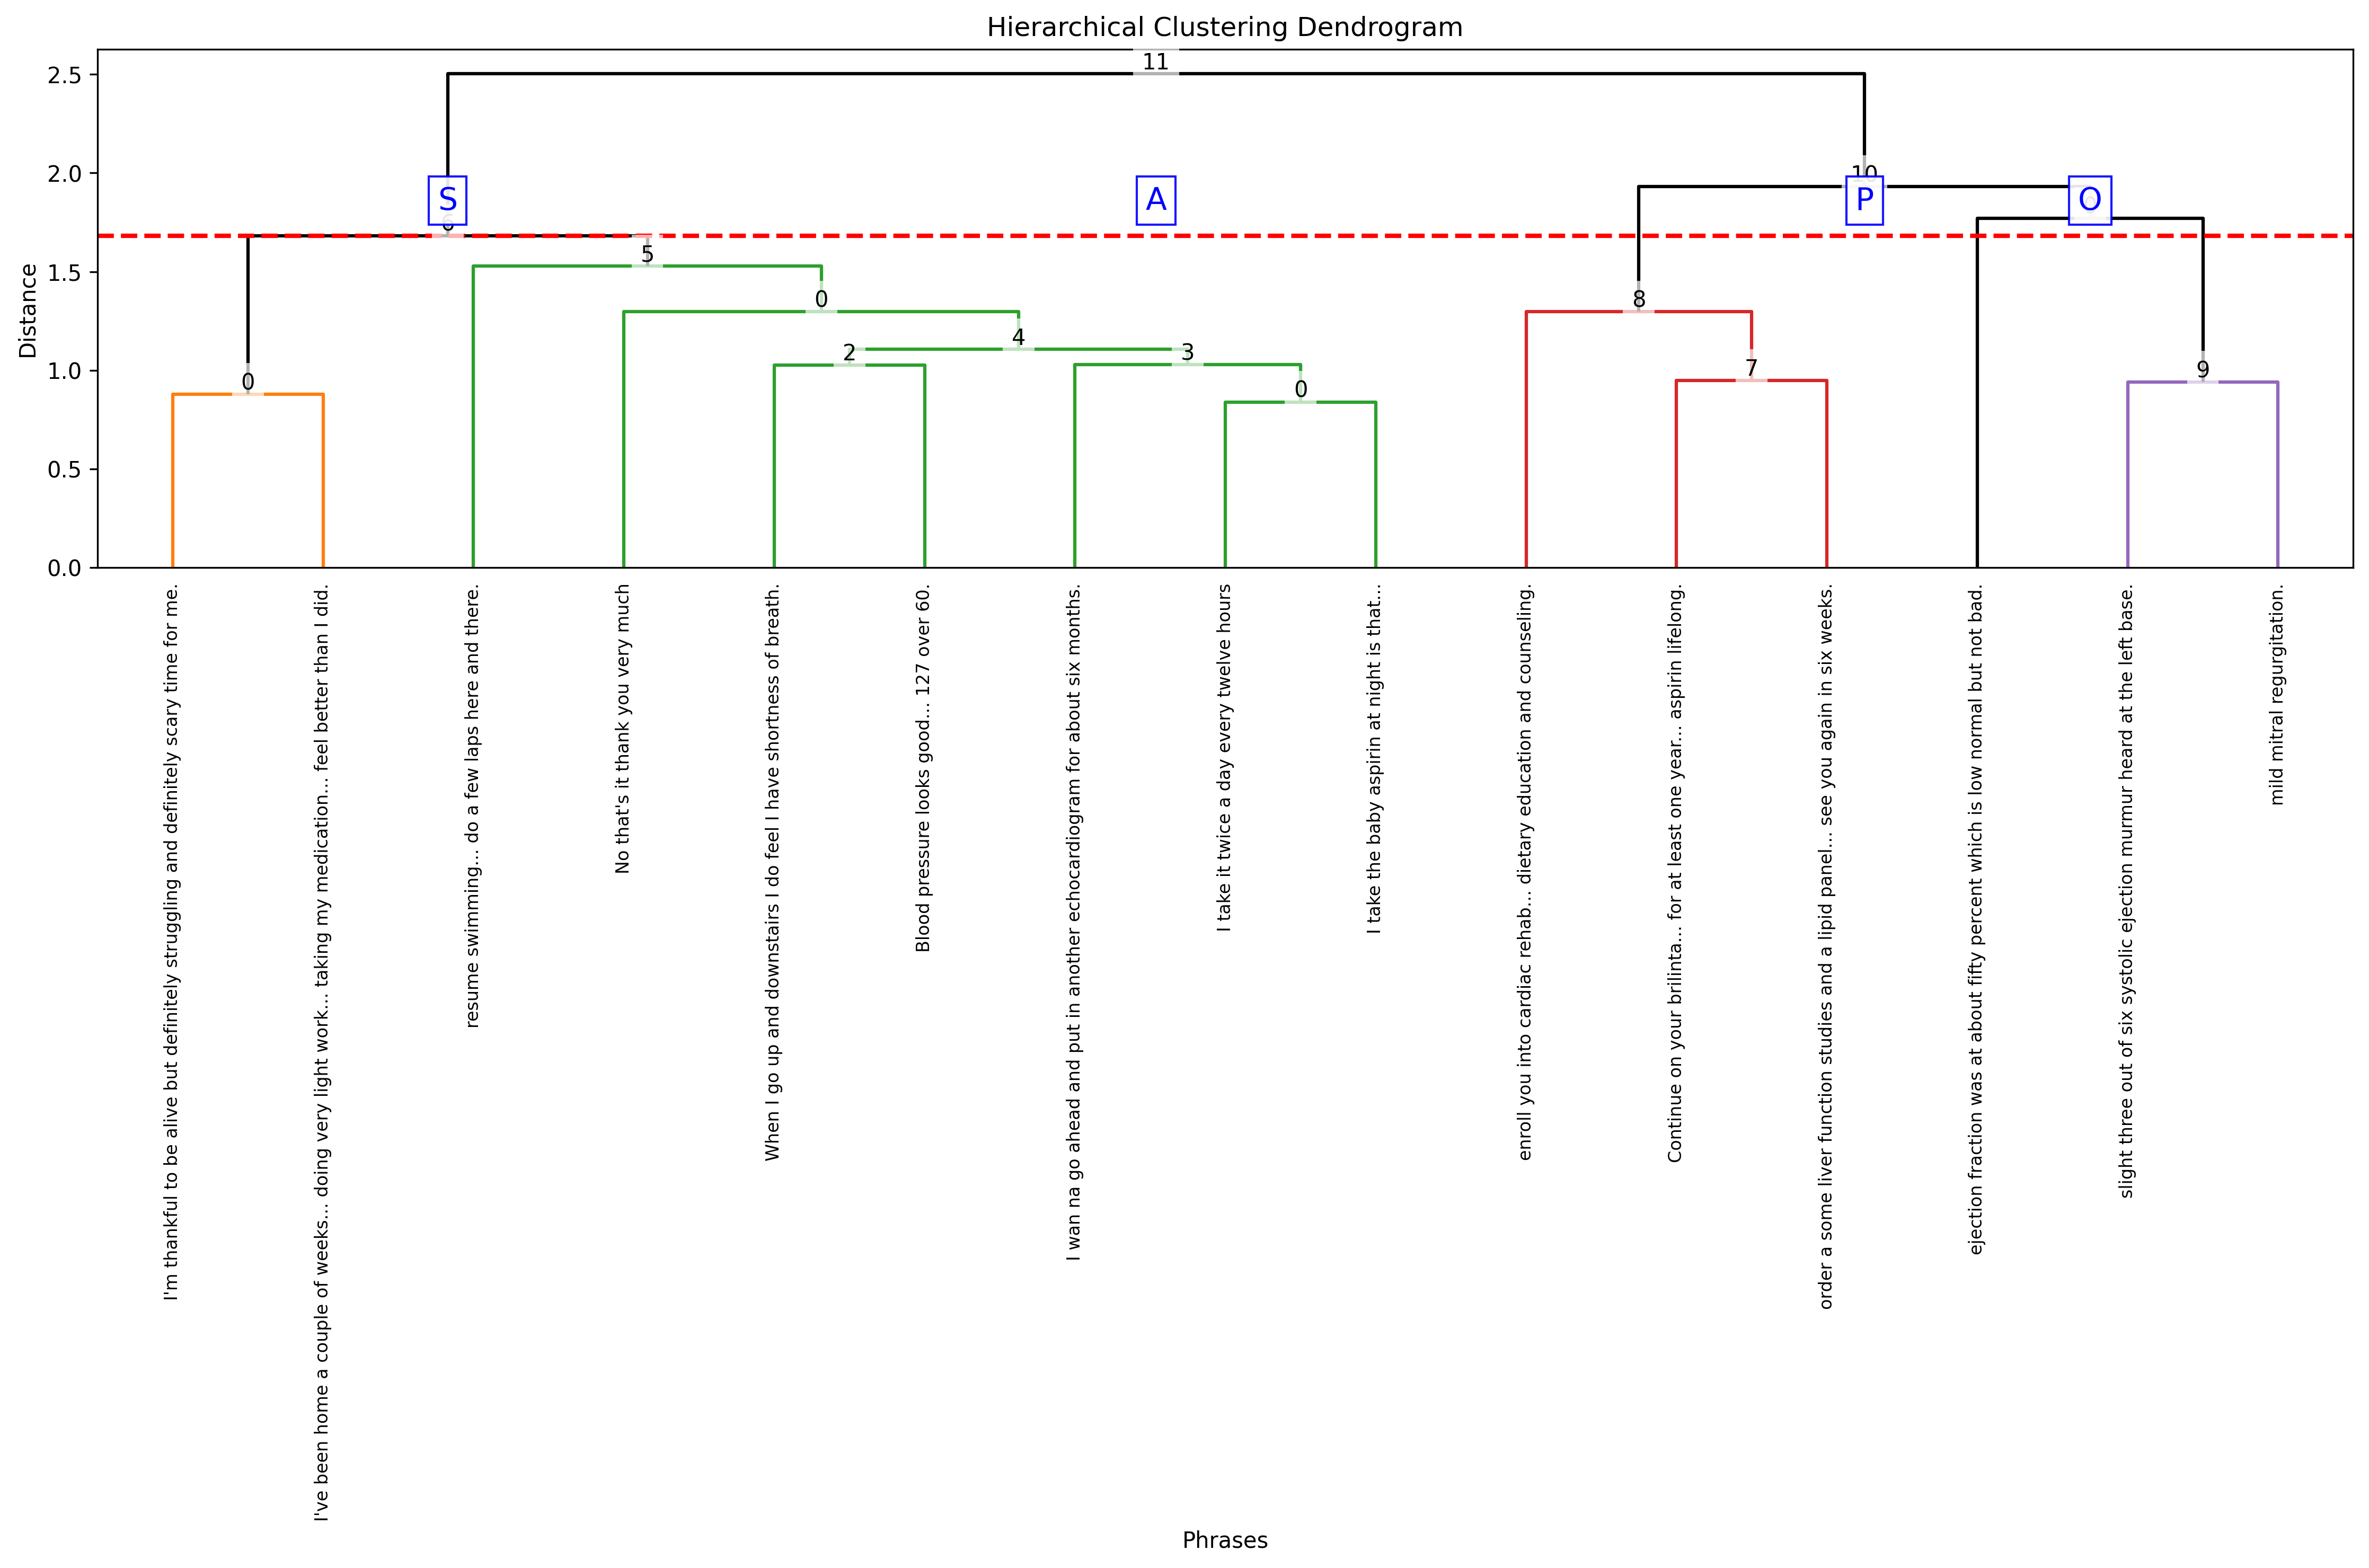 Hierarchical Clustering Dendrogram
11
2.5
2.0
10
S
A
P
O
6
1.5
5
0
8
4
2
3
1.0
7
9
0
0
0.5
0.0
Distance
I'm thankful to be alive but definitely struggling and definitely scary time for me.
I've been home a couple of weeks... doing very light work... taking my medication... feel better than I did.
resume swimming... do a few laps here and there.
No that's it thank you very much
When I go up and downstairs I do feel I have shortness of breath.
Blood pressure looks good... 127 over 60.
I wan na go ahead and put in another echocardiogram for about six months.
I take it twice a day every twelve hours
I take the baby aspirin at night is that...
enroll you into cardiac rehab... dietary education and counseling.
Continue on your brilinta... for at least one year... aspirin lifelong.
order a some liver function studies and a lipid panel... see you again in six weeks.
ejection fraction was at about fifty percent which is low normal but not bad.
slight three out of six systolic ejection murmur heard at the left base.
mild mitral regurgitation.
Phrases